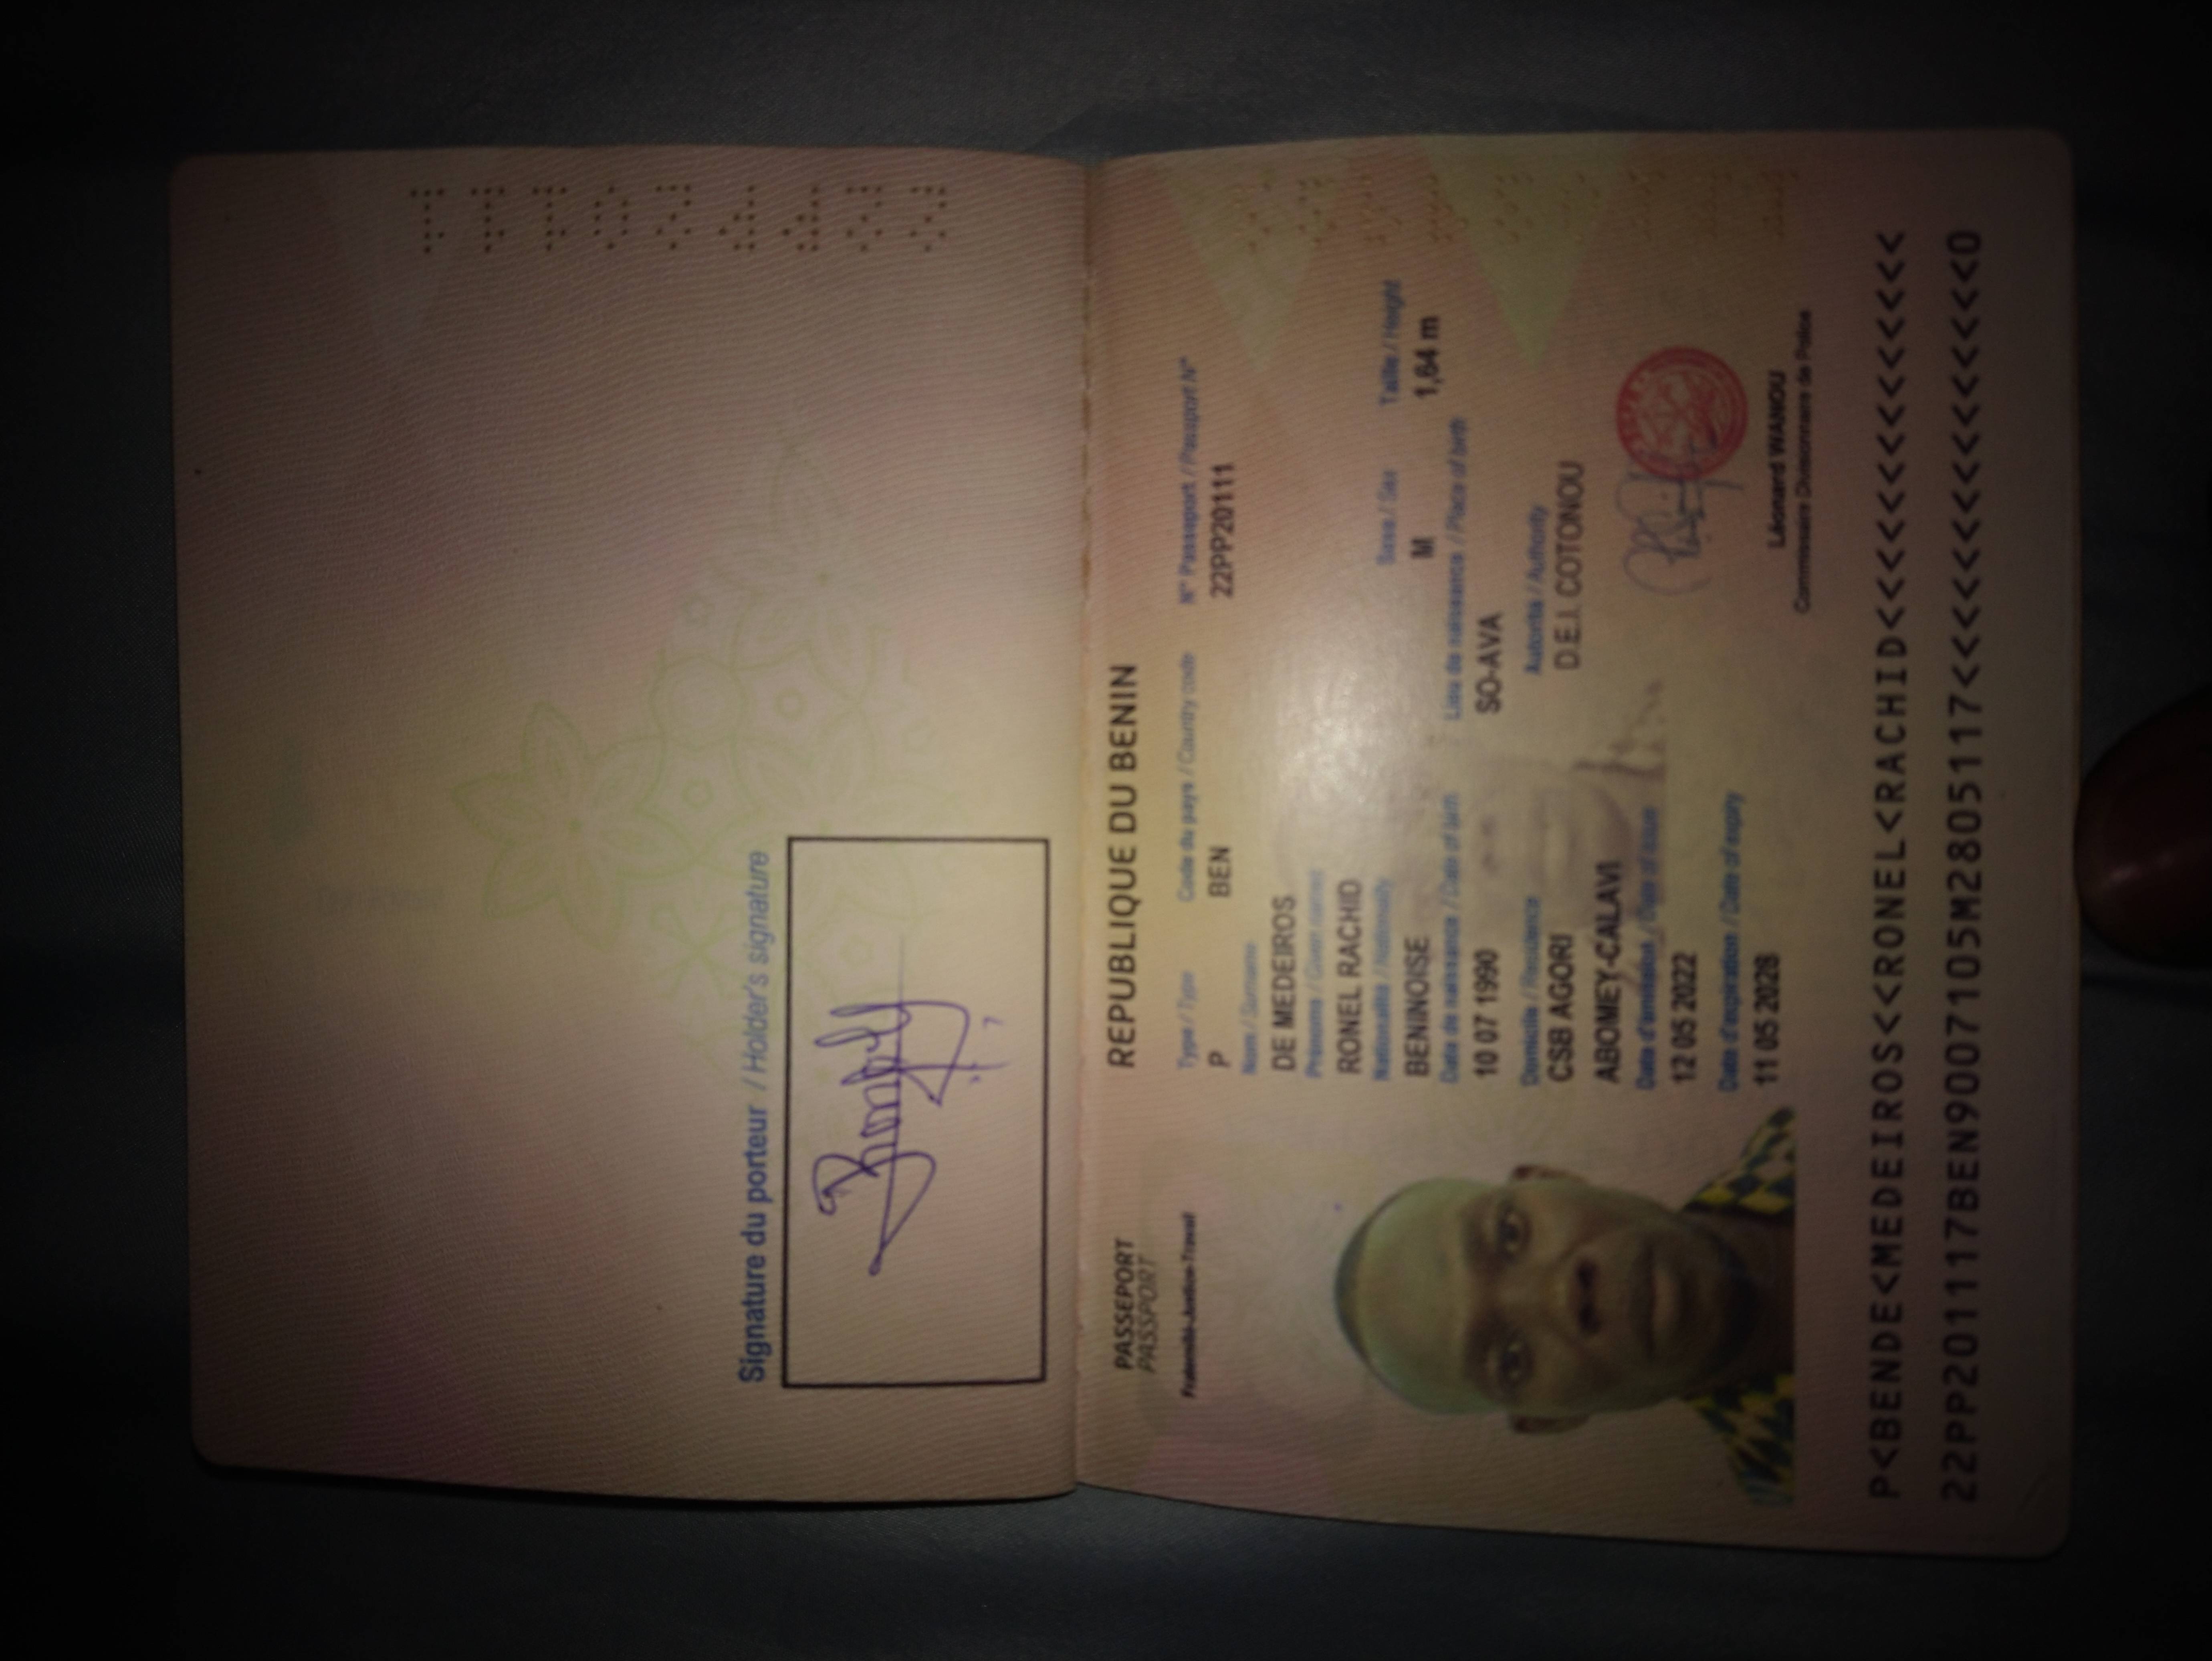 22PP20111
Signature du porteur / Holder's signature
PASSEPORT
PASSPORT
REPUBLIQUE DU BENIN
Fraternité-Justice-Travail
Type / Type
Code du pays / Country code
N° Passeport / Passport N°
P
BEN
22PP20111
Nom / Surname
DE MEDEIROS
Prénoms / Given names
RONEL RACHID
Nationalité / Nationality
Sexe / Sex
Taille / Height
BENINOISE
M
1,64 m
Date de naissance / Date of birth
Lieu de naissance / Place of birth
10 07 1990
SO-AVA
Domicile / Residence
Autorité / Authority
CSB AGORI
D.E.I. COTONOU
ABOMEY-CALAVI
Date d'émission / Date of issue
12 05 2022
Date d'expiration / Date of expiry
11 05 2028
Léonard WANOU
Commissaire Divisionnaire de Police
P<BENDE<MEDEIROS<<RONEL<RACHID<<<<<<<<<<<<<<
22PP201117BEN9007105M2805117<<<<<<<<<<<<<<<0